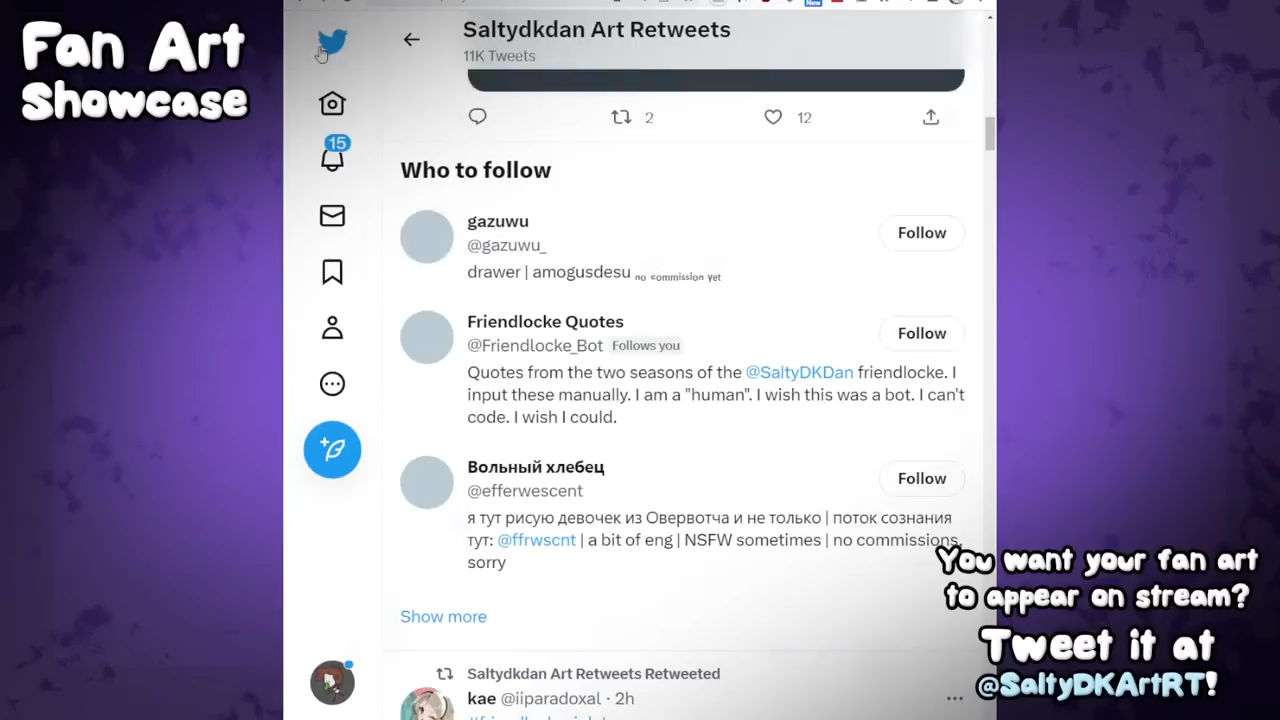 Fan Art
Showcase
New
Saltydkdan Art Retweets
11K Tweets
2
12
15
Who to follow
gazuwu
@gazuwu_
Follow
drawer | amogusdesu no commission yet
Friendlocke Quotes
@Friendlocke_Bot Follows you
Follow
Quotes from the two seasons of the @SaltyDKDan friendlocke. I
input these manually. I am a "human". I wish this was a bot. I can't
code. I wish I could.
Вольный хлебец
@efferwescent
Follow
я тут рисую девочек из Овервотча и не только | поток сознания
тут: @ffrwscnt | a bit of eng | NSFW sometimes | no commissions,
sorry
Show more
Saltydkdan Art Retweets Retweeted
kae @iiparadoxal · 2h
You want your fan art
to appear on stream?
Tweet it at
@SaltyDKArtRT!